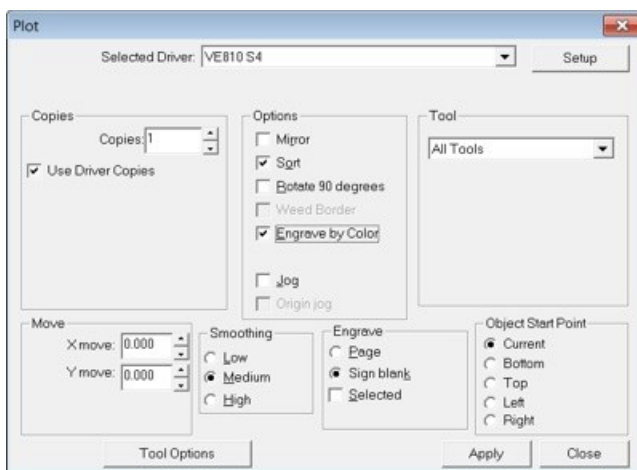 Plot
Selected Driver: VE810 S4
Setup
Copies
Copies: 1
Use Driver Copies
Options
Mirror
Sort
Rotate 90 degrees
Weed Border
Engrave by Color
Jog
Origin jog
Tool
All Tools
Move
X move: 0.000
Y move: 0.000
Smoothing
Low
Medium
High
Engrave
Page
Sign blank
Selected
Object Start Point
Current
Bottom
Top
Left
Right
Tool Options
Apply
Close